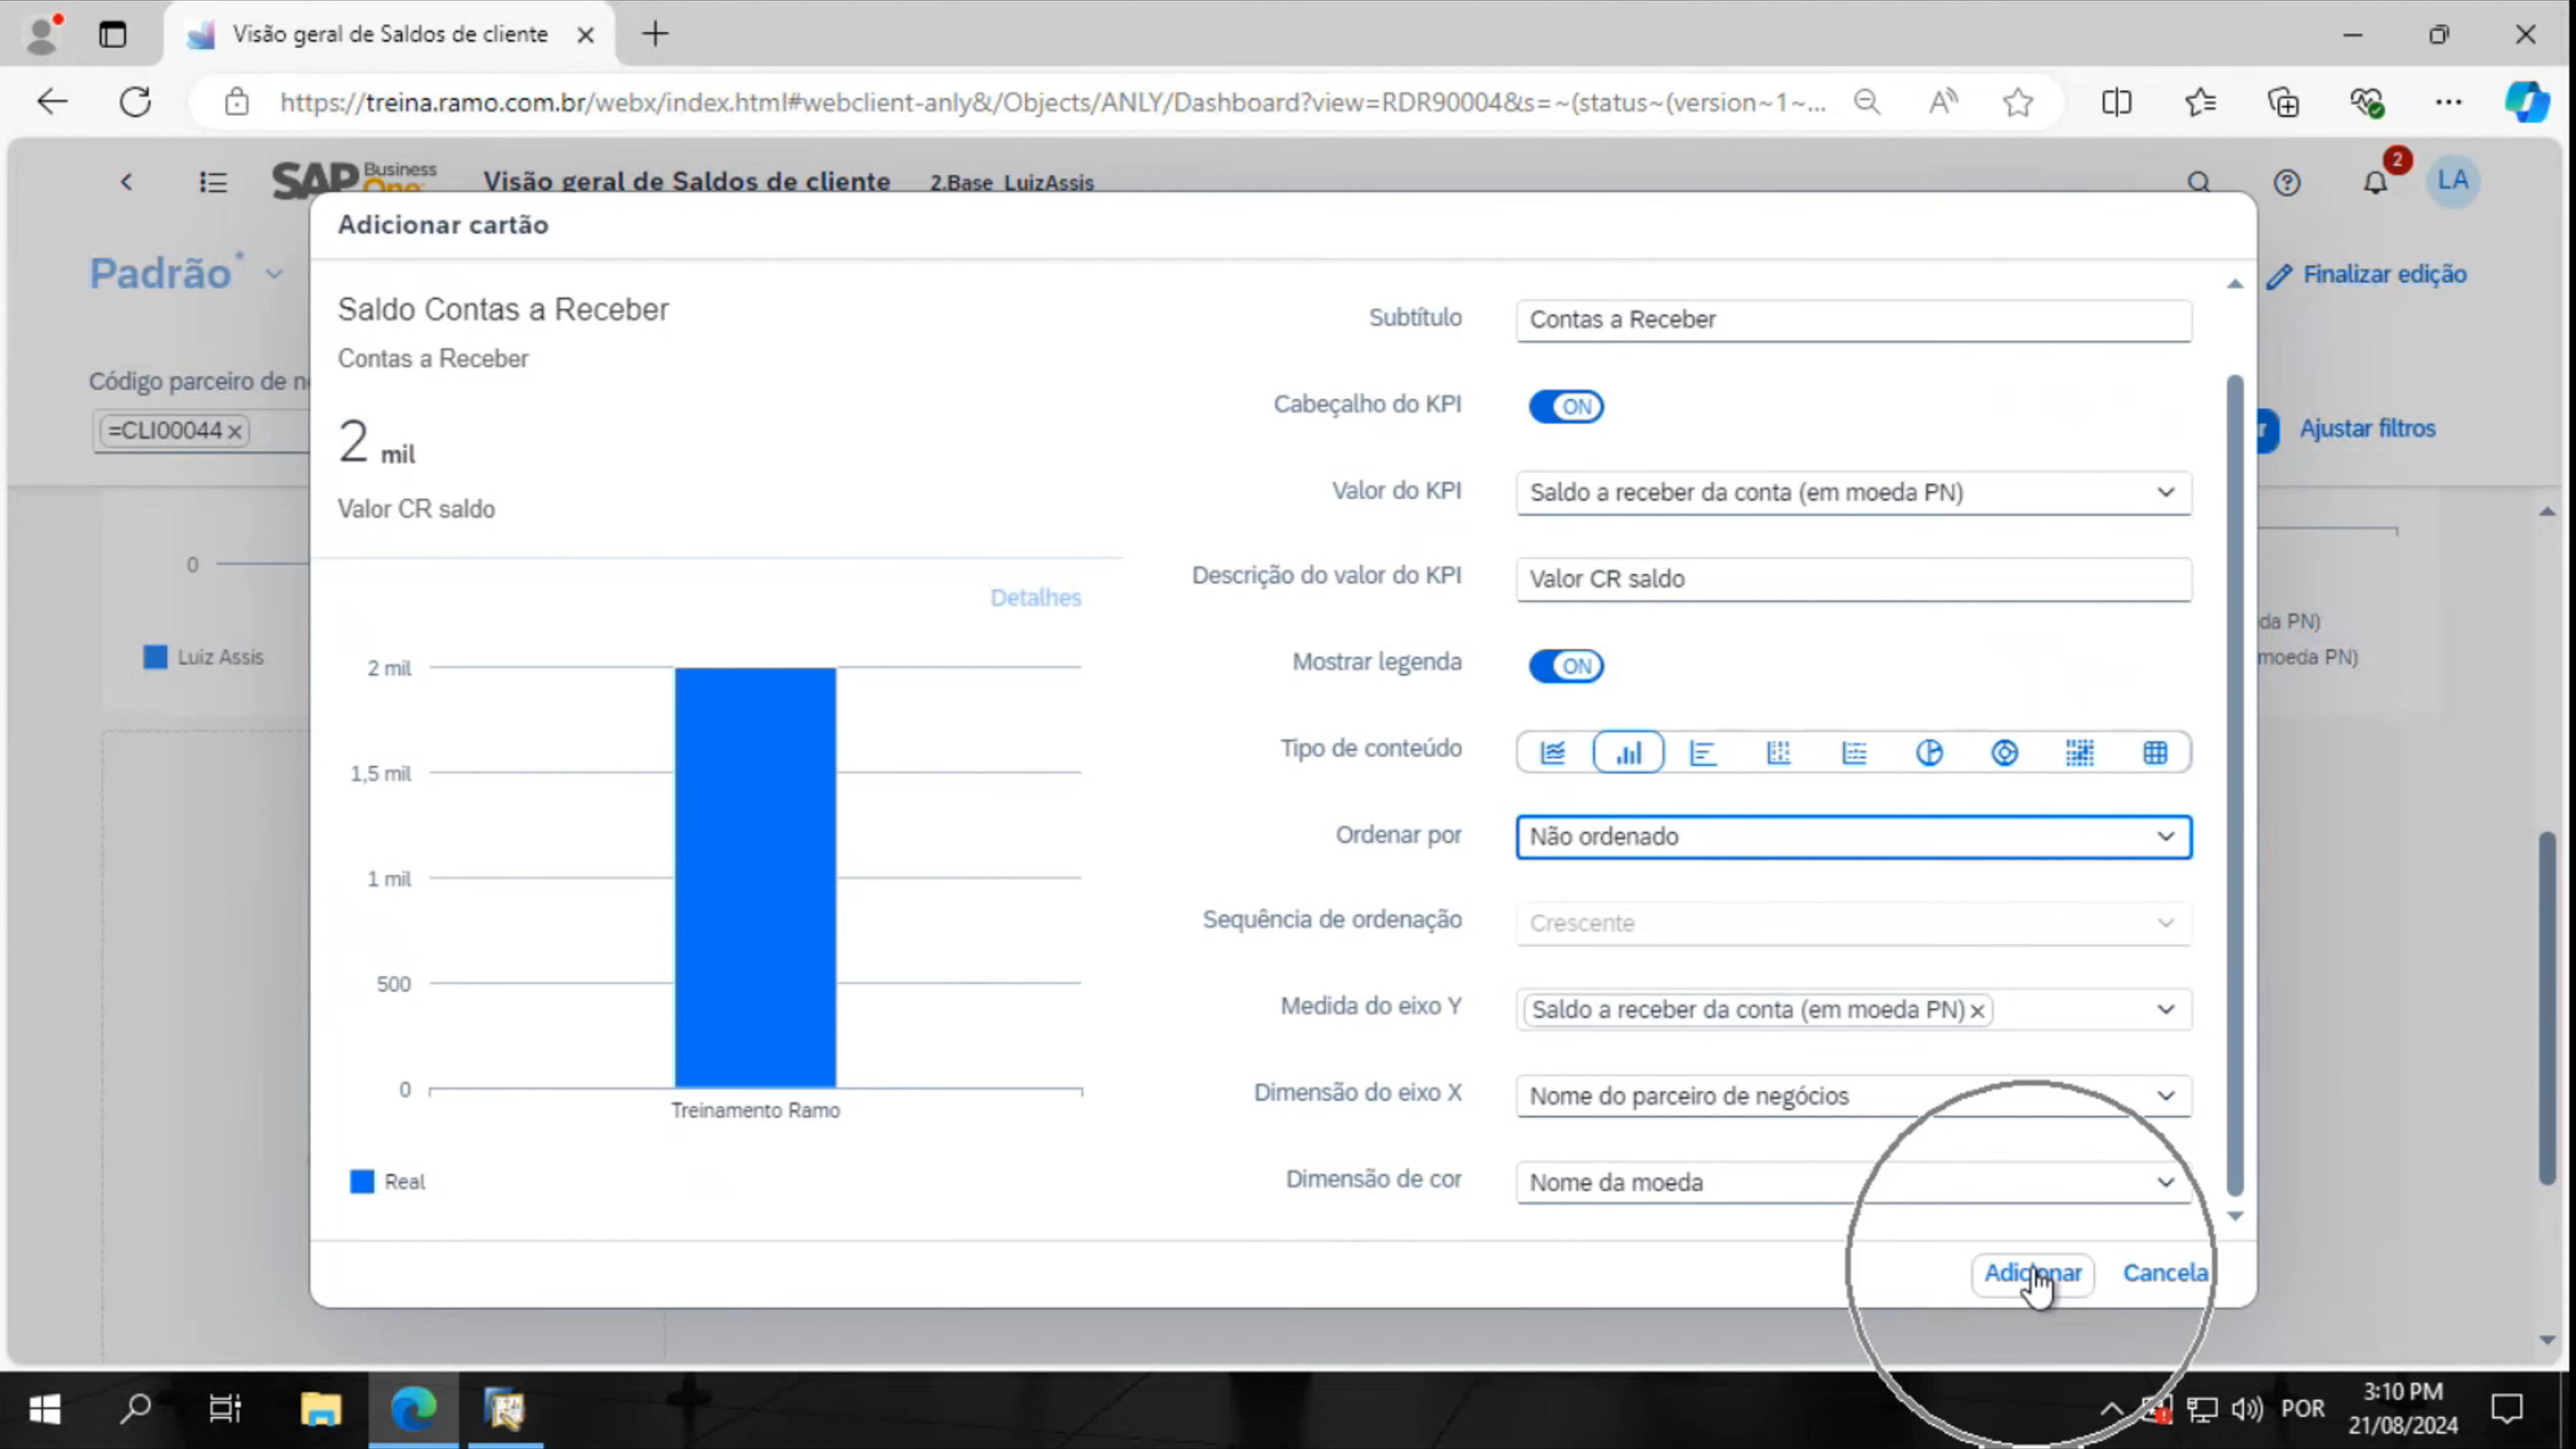 Visão geral de Saldos de cliente
https://treina.ramo.com.br/webx/index.html#webclient-anly&/Objects/ANLY/Dashboard?view=RDR90004&s=~(status~(version~1~...
SAP Business One
Visão geral de Saldos de cliente
2.Base_LuizAssis
2
LA
Adicionar cartão
Padrão*
Finalizar edição
Saldo Contas a Receber
Contas a Receber
Subtítulo
Contas a Receber
Código parceiro de n
=CLI00044
Cabeçalho do KPI
ON
r
Ajustar filtros
2 mil
Valor CR saldo
Valor do KPI
Saldo a receber da conta (em moeda PN)
0
Luiz Assis
Descrição do valor do KPI
Valor CR saldo
Detalhes
da PN)
moeda PN)
Mostrar legenda
ON
Tipo de conteúdo
2 mil
1,5 mil
1 mil
500
0
Treinamento Ramo
Real
Ordenar por
Não ordenado
Sequência de ordenação
Crescente
Medida do eixo Y
Saldo a receber da conta (em moeda PN)
Dimensão do eixo X
Nome do parceiro de negócios
Dimensão de cor
Nome da moeda
Adicionar
Cancela
POR
3:10 PM
21/08/2024